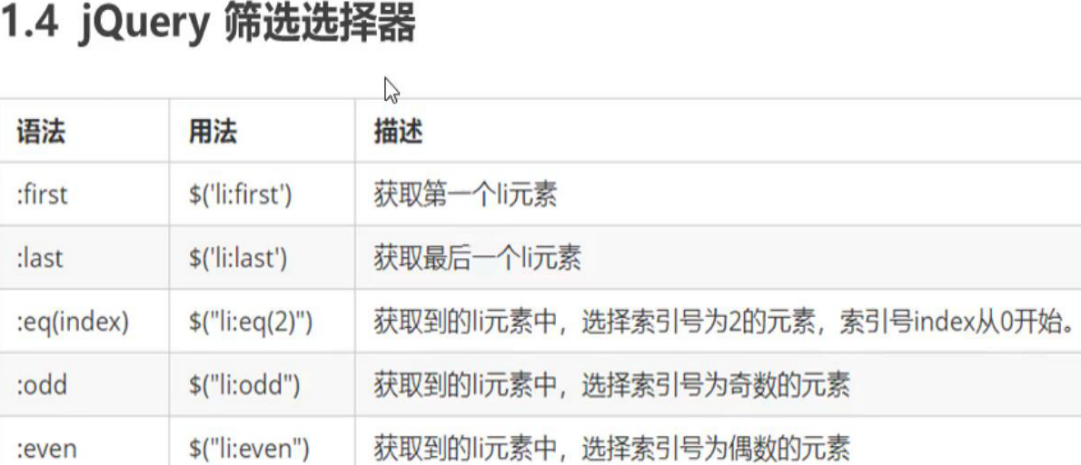 1.4 jQuery 筛选选择器
语法 用法 描述
:first $('li:first') 获取第一个li元素
:last $('li:last') 获取最后一个li元素
:eq(index) $("li:eq(2)") 获取到的li元素中，选择索引号为2的元素，索引号index从0开始。
:odd $("li:odd") 获取到的li元素中，选择索引号为奇数的元素
:even $("li:even") 获取到的li元素中，选择索引号为偶数的元素